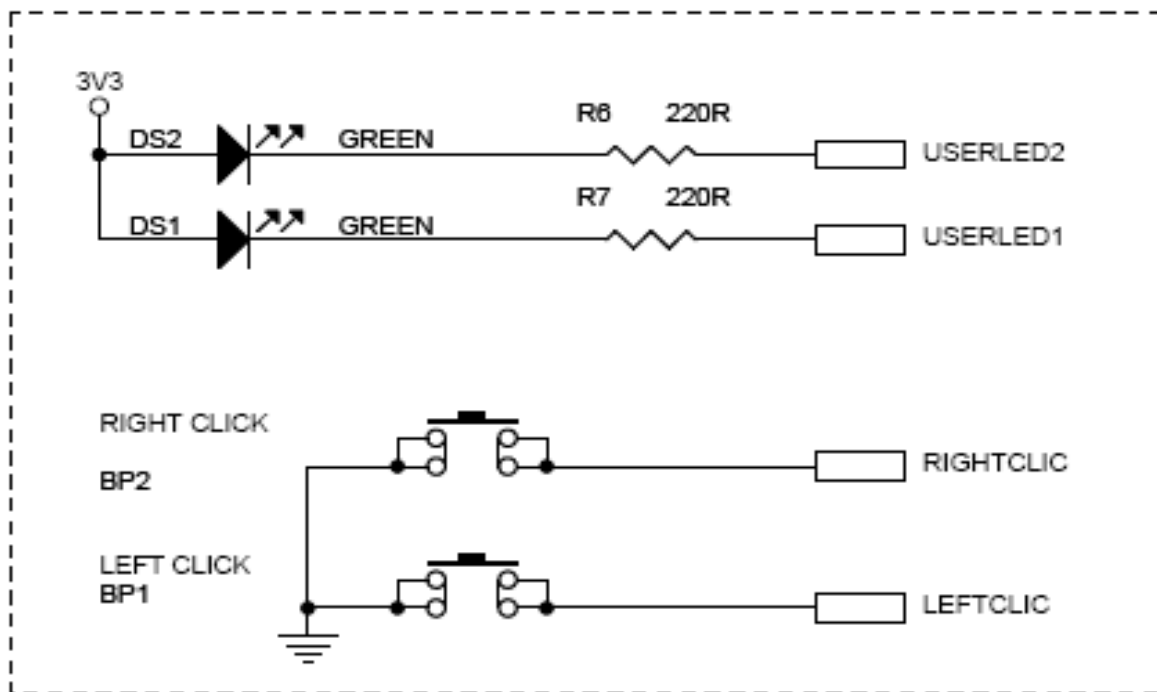 3V3
DS2 GREEN R6 220R USERLED2
DS1 GREEN R7 220R USERLED1
RIGHT CLICK
BP2 RIGHTCLIC
LEFT CLICK
BP1 LEFTCLIC